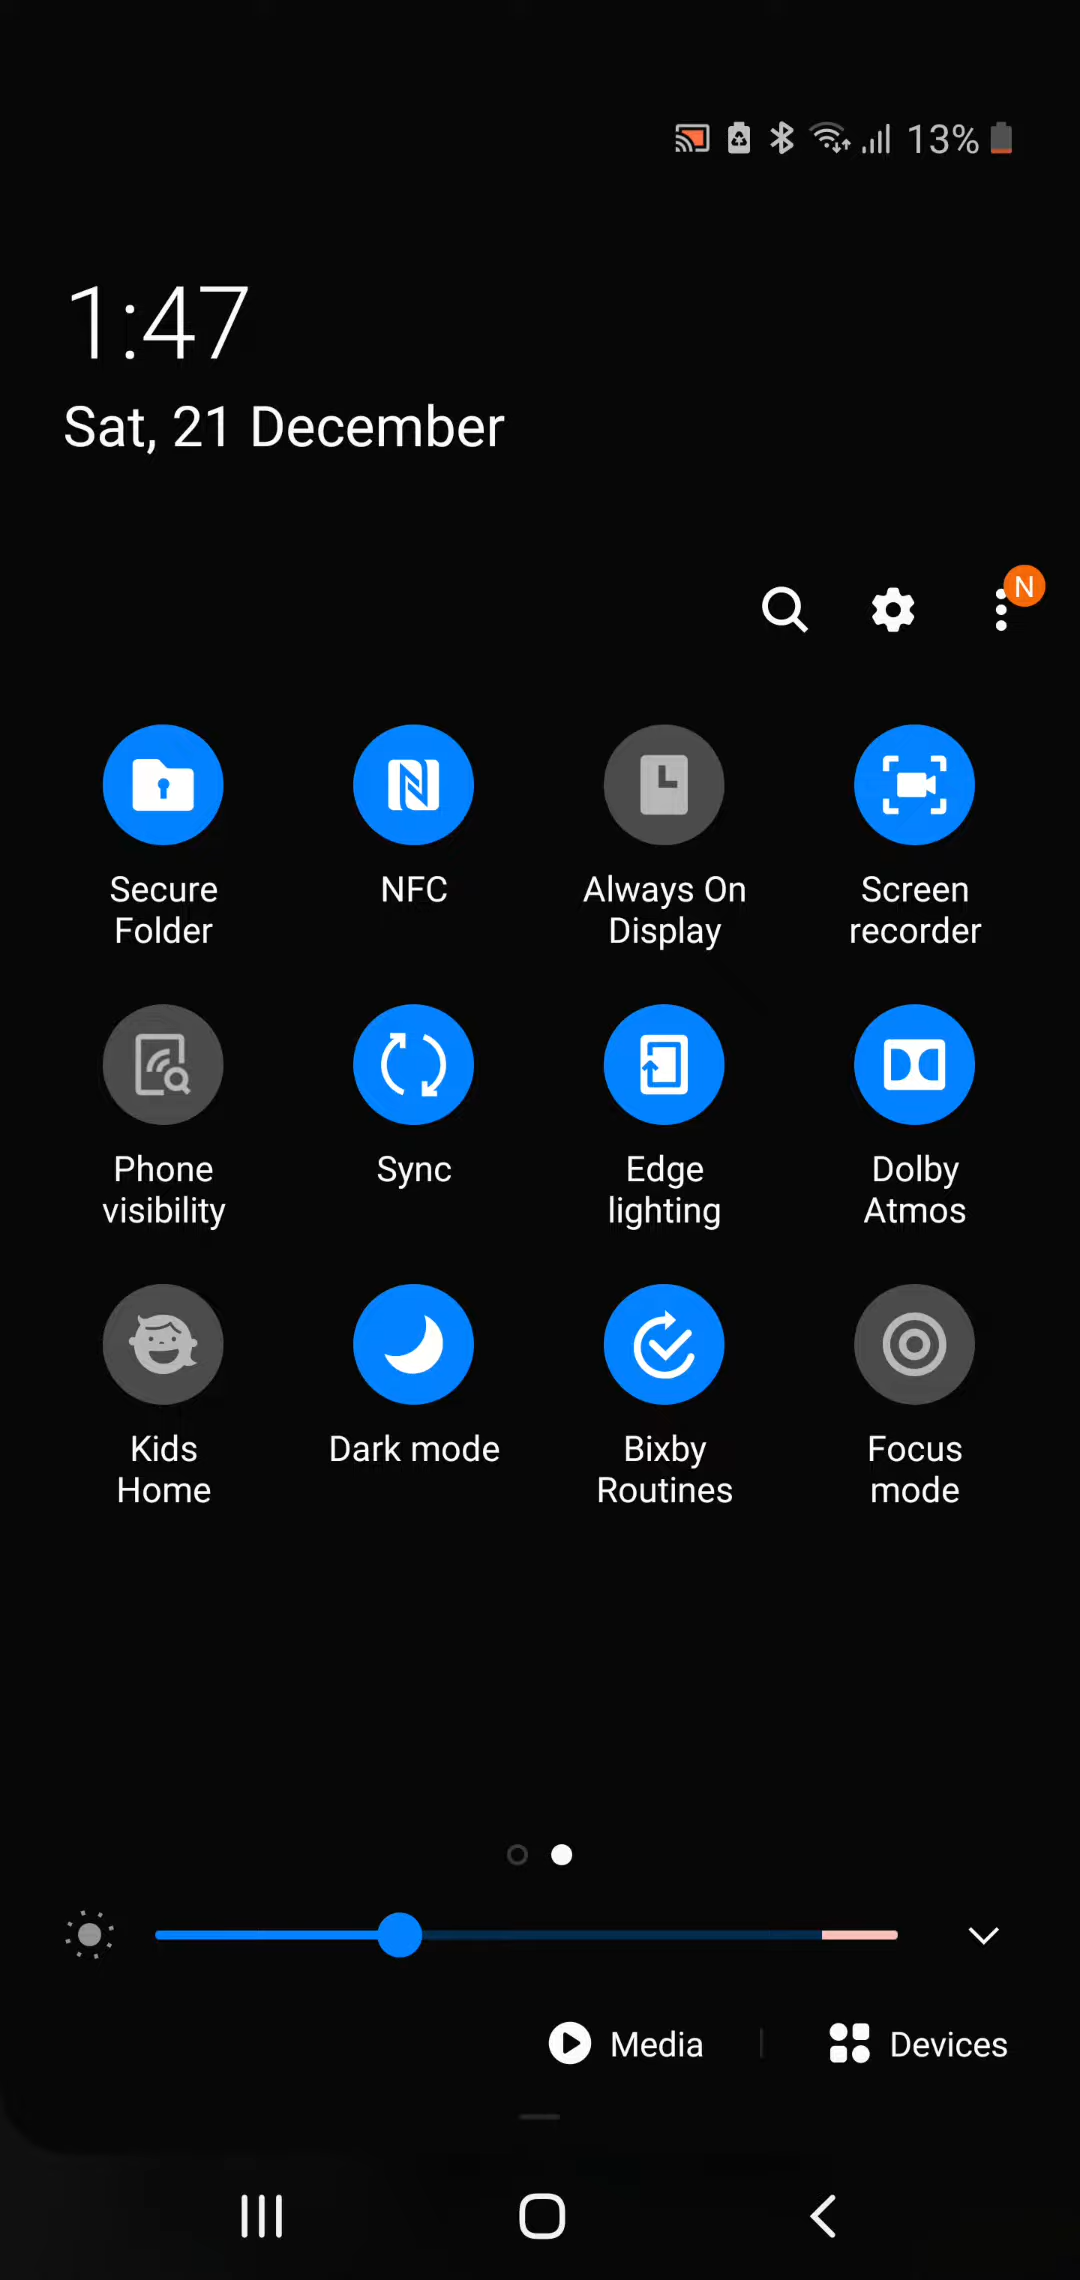 13%
1:47
Sat, 21 December
N
Secure
Folder
NFC
Always On
Display
Screen
recorder
Phone
visibility
Sync
Edge
lighting
Dolby
Atmos
Kids
Home
Dark mode
Bixby
Routines
Focus
mode
Media
Devices